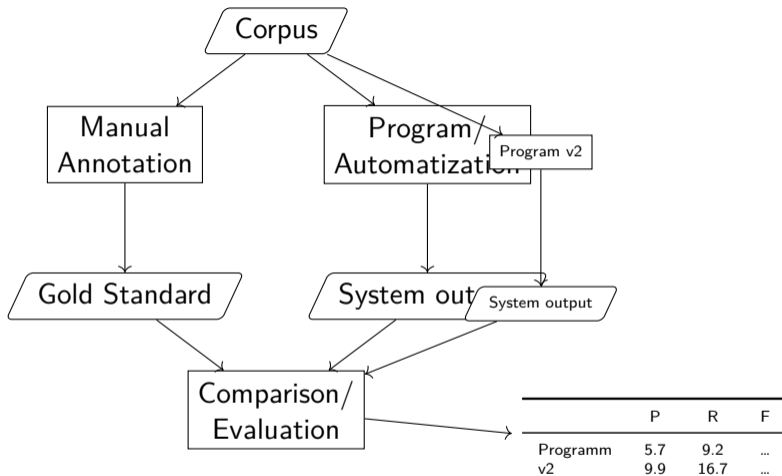 Corpus
Manual
Annotation
Program/
Automatization
Program v2
Gold Standard
System out
System output
Comparison/
Evaluation
P R F
Programm 5.7 9.2 ...
v2 9.9 16.7 ...